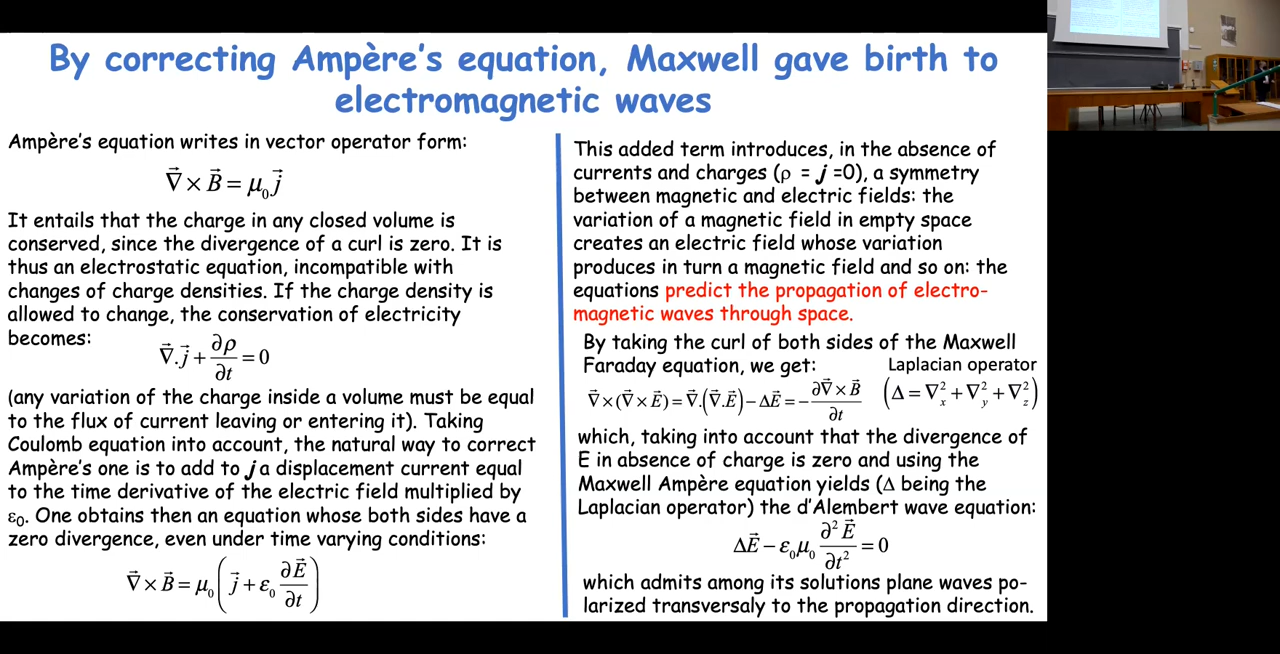 By correcting Ampère's equation, Maxwell gave birth to
electromagnetic waves
Ampère's equation writes in vector operator form:
∇⃗ × B⃗ = μ₀ j⃗
It entails that the charge in any closed volume is
conserved, since the divergence of a curl is zero. It is
thus an electrostatic equation, incompatible with
changes of charge densities. If the charge density is
allowed to change, the conservation of electricity
becomes:
∇⃗.j⃗ + ∂ρ/∂t = 0
(any variation of the charge inside a volume must be equal
to the flux of current leaving or entering it). Taking
Coulomb equation into account, the natural way to correct
Ampère's one is to add to j a displacement current equal
to the time derivative of the electric field multiplied by
ε₀. One obtains then an equation whose both sides have a
zero divergence, even under time varying conditions:
∇⃗ × B⃗ = μ₀ ( j⃗ + ε₀ ∂E⃗/∂t )
This added term introduces, in the absence of
currents and charges (ρ = j =0), a symmetry
between magnetic and electric fields: the
variation of a magnetic field in empty space
creates an electric field whose variation
produces in turn a magnetic field and so on: the
equations predict the propagation of electro-
magnetic waves through space.
By taking the curl of both sides of the Maxwell
Faraday equation, we get:
Laplacian operator
∇⃗ × (∇⃗ × E⃗) = ∇⃗.(∇⃗.E⃗) − ΔE⃗ = − ∂∇⃗ × B⃗/∂t
(Δ = ∇²ₓ + ∇²_y + ∇²_z)
which, taking into account that the divergence of
E in absence of charge is zero and using the
Maxwell Ampère equation yields (Δ being the
Laplacian operator) the d'Alembert wave equation:
ΔE⃗ − ε₀μ₀ ∂²E⃗/∂t² = 0
which admits among its solutions plane waves po-
larized transversaly to the propagation direction.